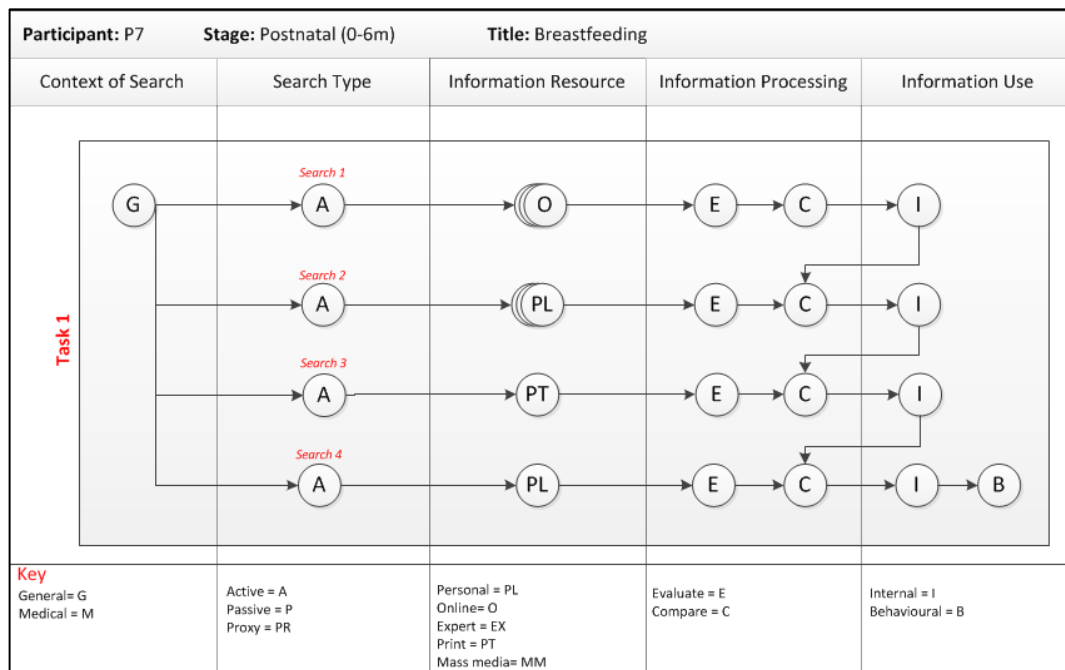 Participant: P7 Stage: Postnatal (0-6m) Title: Breastfeeding
Context of Search Search Type Information Resource Information Processing Information Use
Task 1
Search 1
G A O E C I
Search 2
A PL E C I
Search 3
A PT E C I
Search 4
A PL E C I B
Key
General= G
Medical = M
Active = A
Passive = P
Proxy = PR
Personal = PL
Online= O
Expert = EX
Print = PT
Mass media= MM
Evaluate = E
Compare = C
Internal = I
Behavioural = B